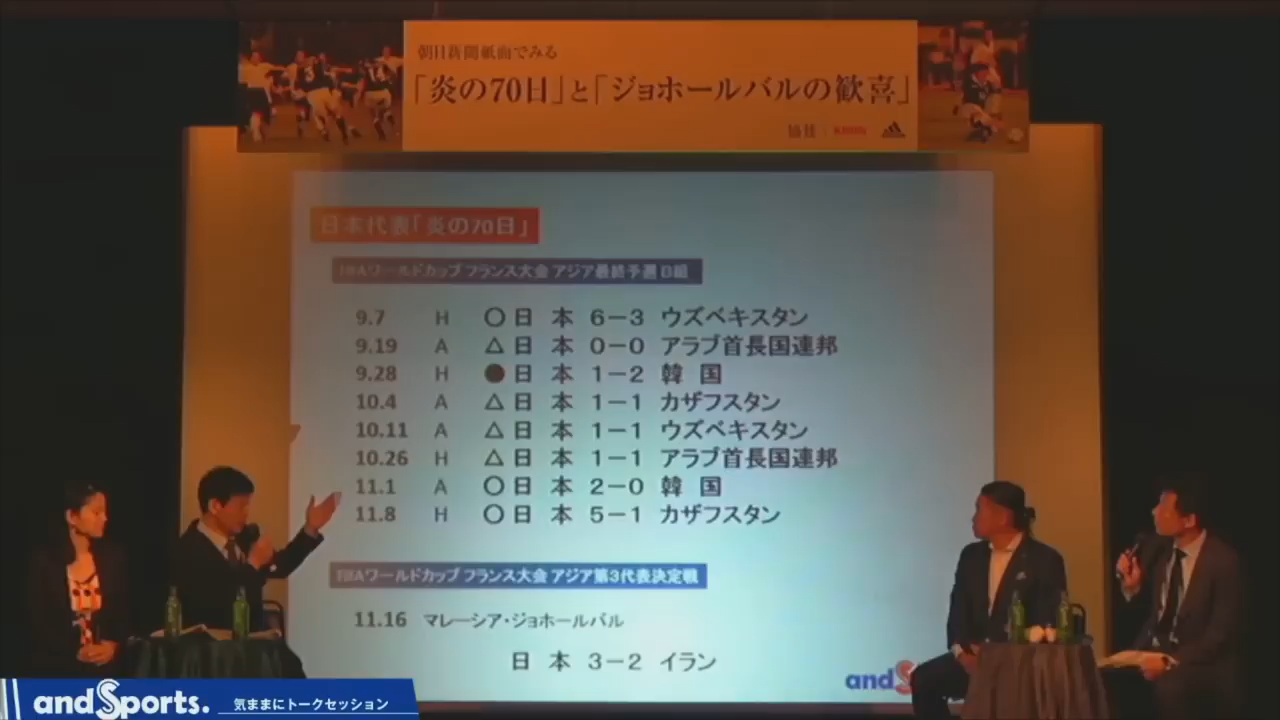 朝日新聞紙面でみる
「炎の70日」と「ジョホールバルの歓喜」
協賛 KIRIN
日本代表「炎の70日」
FIFAワールドカップ フランス大会 アジア最終予選 B組
9.7 H ○日 本 6－3 ウズベキスタン
9.19 A △日 本 0－0 アラブ首長国連邦
9.28 H ●日 本 1－2 韓 国
10.4 A △日 本 1－1 カザフスタン
10.11 A △日 本 1－1 ウズベキスタン
10.26 H △日 本 1－1 アラブ首長国連邦
11.1 A ○日 本 2－0 韓 国
11.8 H ○日 本 5－1 カザフスタン
FIFAワールドカップ フランス大会 アジア第3代表決定戦
11.16 マレーシア・ジョホールバル
日 本 3－2 イラン
andS
andSports. 気ままにトークセッション